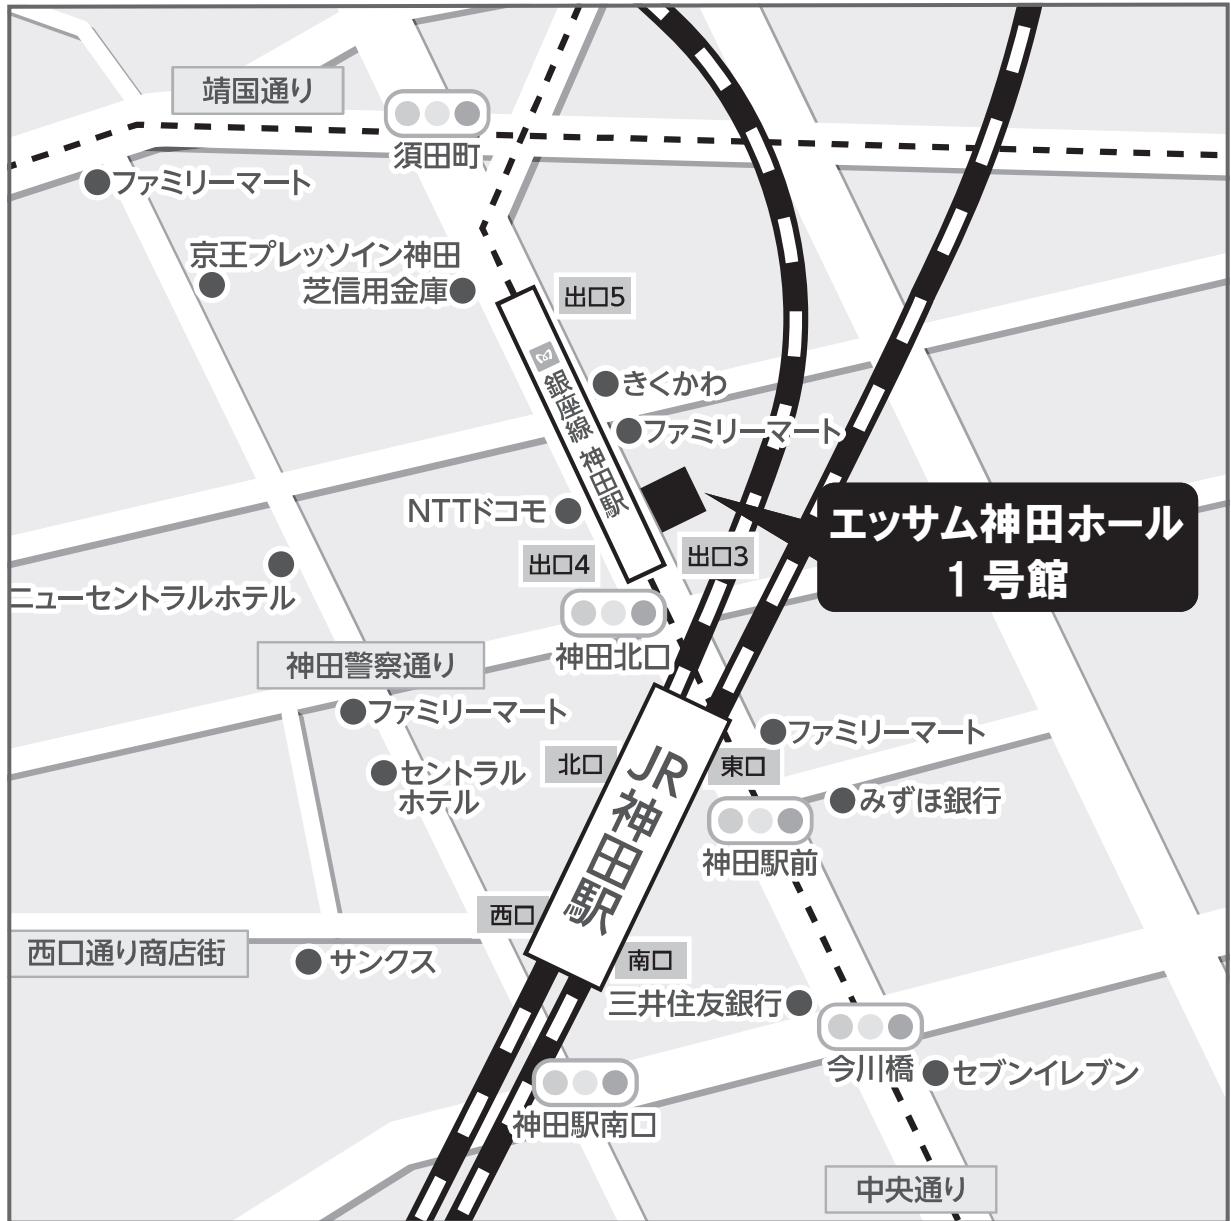 靖国通り
須田町
ファミリーマート
京王プレッソイン神田
芝信用金庫
出口5
銀座線 神田駅
きくかわ
ファミリーマート
NTTドコモ
出口4
出口3
エッサム神田ホール
1号館
ニューセントラルホテル
神田北口
神田警察通り
ファミリーマート
ファミリーマート
北口
JR神田駅
東口
セントラル
ホテル
みずほ銀行
神田駅前
西口
西口通り商店街
サンクス
南口
三井住友銀行
今川橋
セブンイレブン
神田駅南口
中央通り